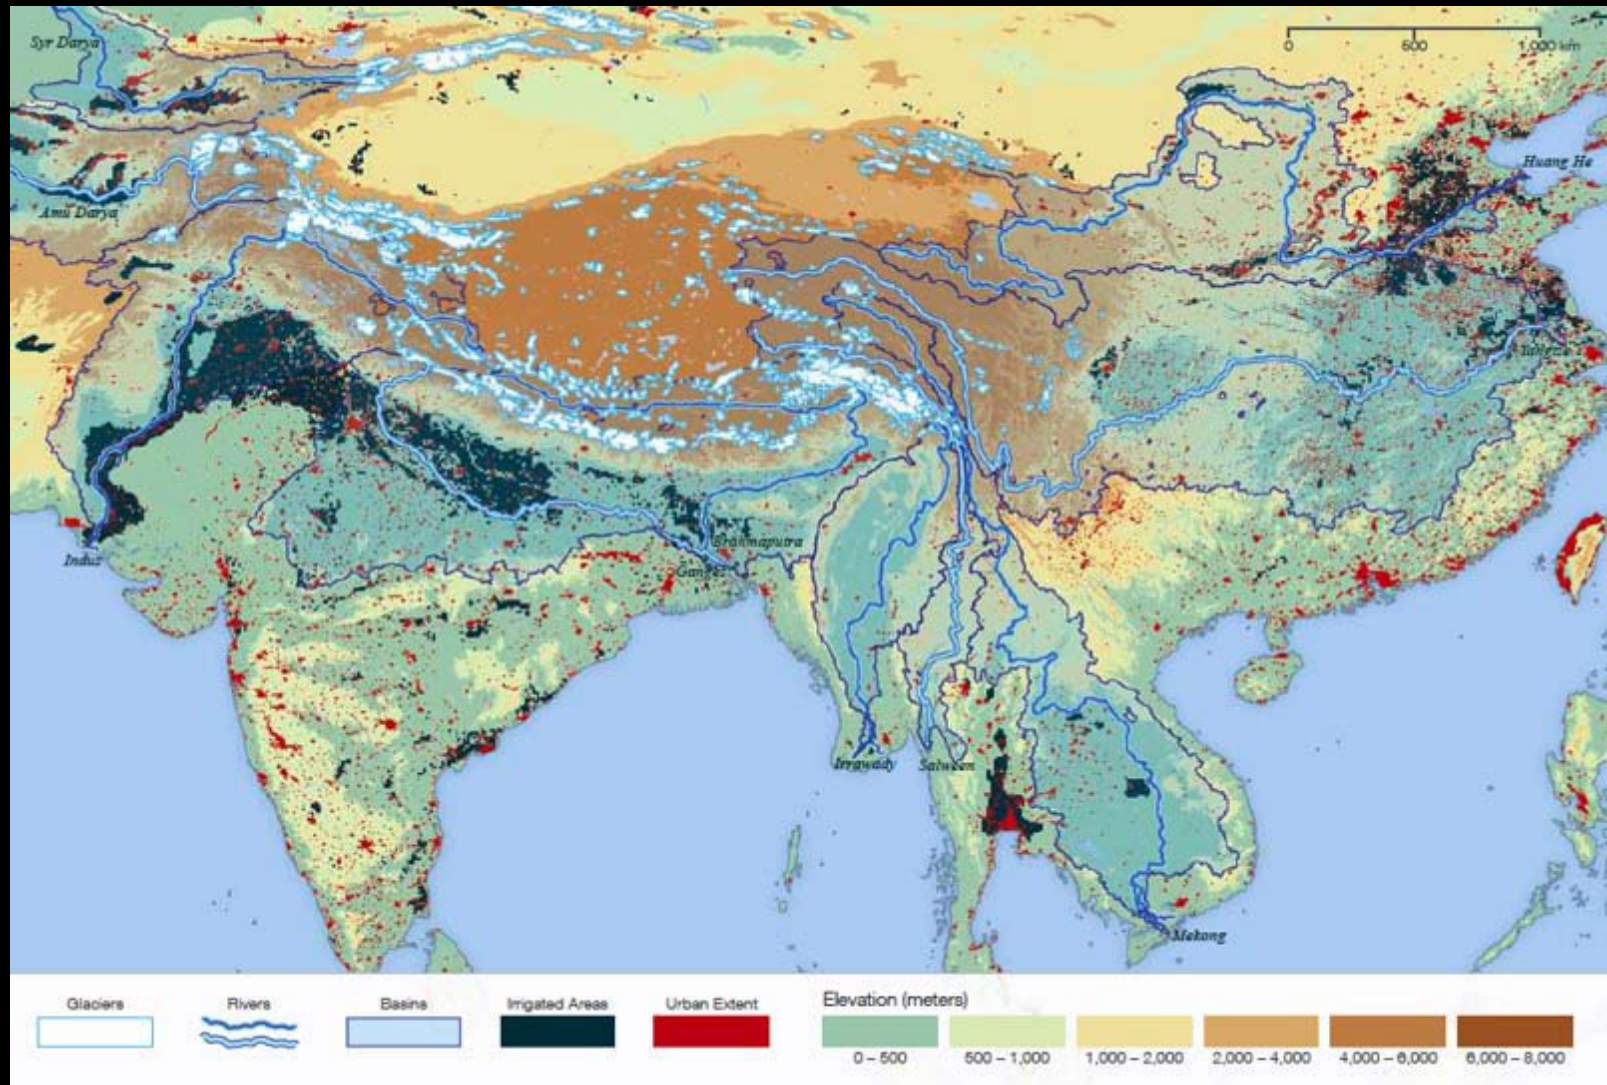 Syr Darya
0 500 1,000 km
Huang He
Amu Darya
Yangtze
Indus
Brahmaputra
Ganges
Irrawady
Salween
Mekong
Glaciers
Rivers
Basins
Irrigated Areas
Urban Extent
Elevation (meters)
0 – 500
500 – 1,000
1,000 – 2,000
2,000 – 4,000
4,000 – 6,000
6,000 – 8,000